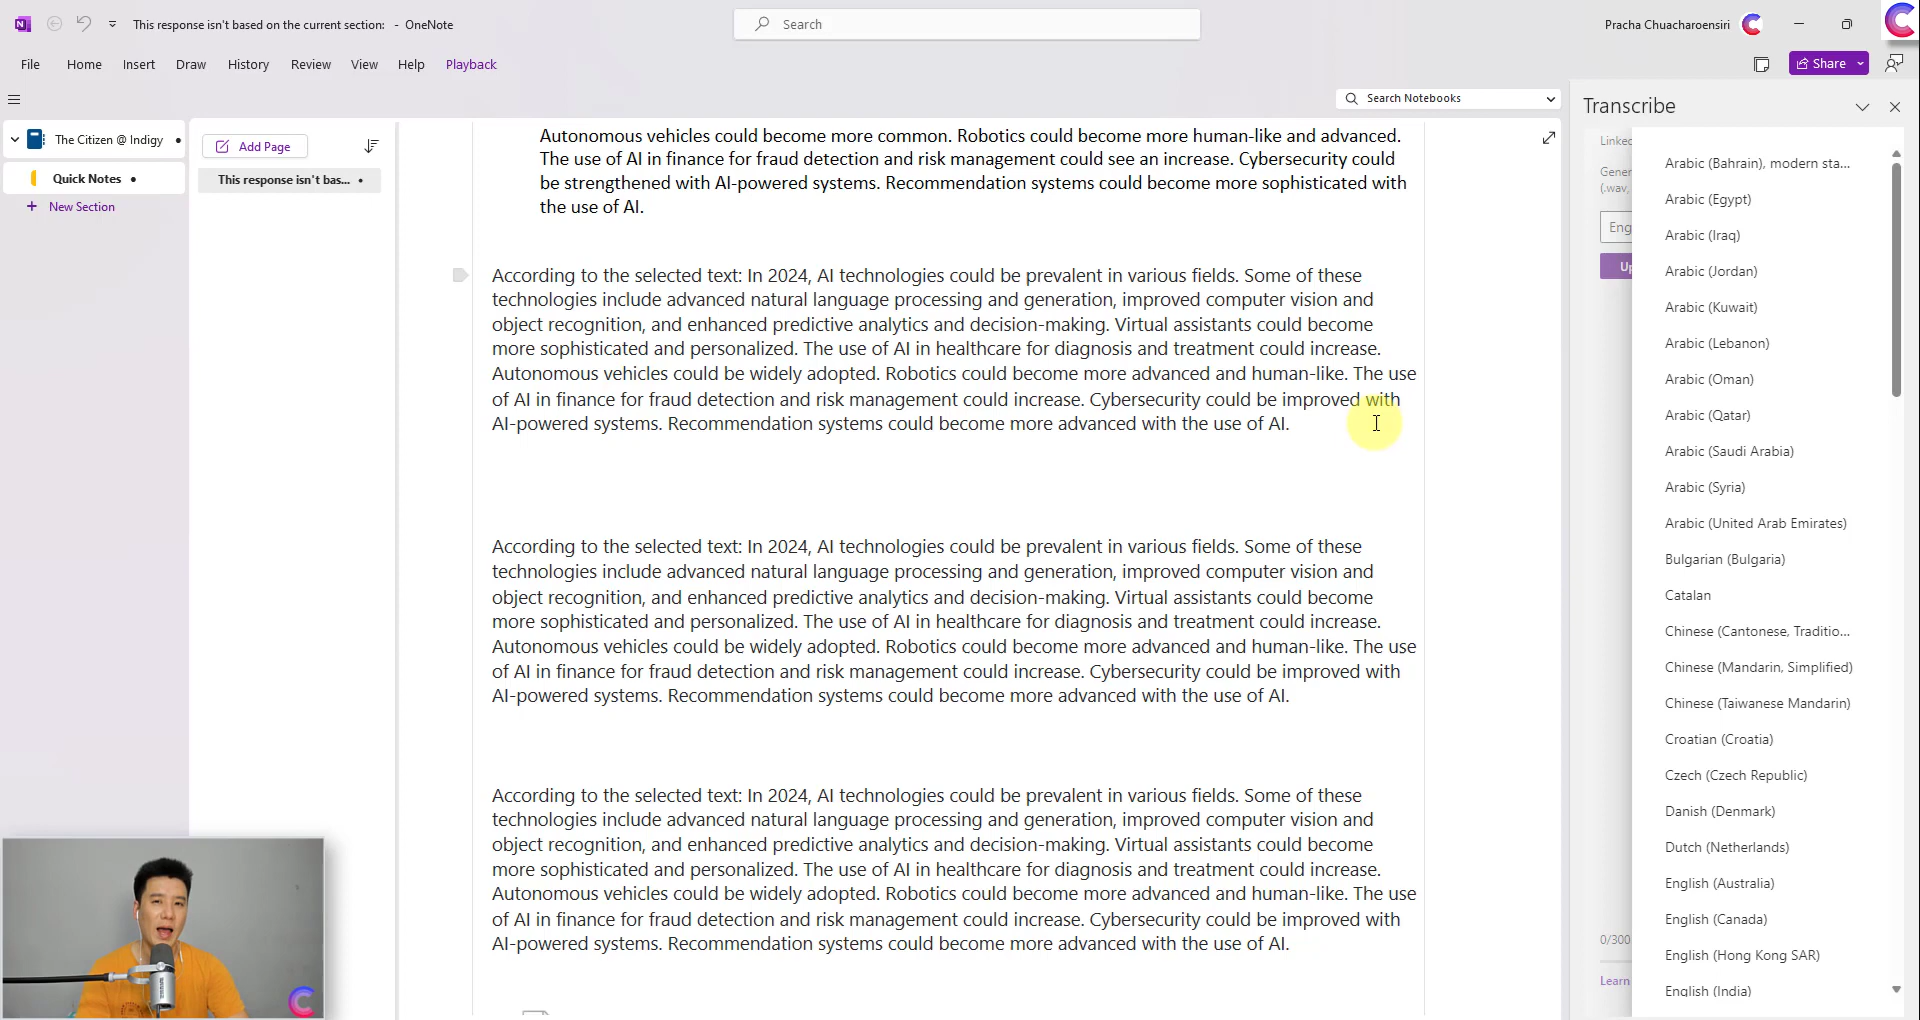 This response isn't based on the current section: - OneNote
Search
Pracha Chuacharoensiri
File Home Insert Draw History Review View Help Playback
Share
Search Notebooks
The Citizen @ Indigy
Quick Notes
New Section
Add Page
This response isn't bas...
Autonomous vehicles could become more common. Robotics could become more human-like and advanced.
The use of AI in finance for fraud detection and risk management could see an increase. Cybersecurity could
be strengthened with AI-powered systems. Recommendation systems could become more sophisticated with
the use of AI.
According to the selected text: In 2024, AI technologies could be prevalent in various fields. Some of these
technologies include advanced natural language processing and generation, improved computer vision and
object recognition, and enhanced predictive analytics and decision-making. Virtual assistants could become
more sophisticated and personalized. The use of AI in healthcare for diagnosis and treatment could increase.
Autonomous vehicles could be widely adopted. Robotics could become more advanced and human-like. The use
of AI in finance for fraud detection and risk management could increase. Cybersecurity could be improved with
AI-powered systems. Recommendation systems could become more advanced with the use of AI.
According to the selected text: In 2024, AI technologies could be prevalent in various fields. Some of these
technologies include advanced natural language processing and generation, improved computer vision and
object recognition, and enhanced predictive analytics and decision-making. Virtual assistants could become
more sophisticated and personalized. The use of AI in healthcare for diagnosis and treatment could increase.
Autonomous vehicles could be widely adopted. Robotics could become more advanced and human-like. The use
of AI in finance for fraud detection and risk management could increase. Cybersecurity could be improved with
AI-powered systems. Recommendation systems could become more advanced with the use of AI.
According to the selected text: In 2024, AI technologies could be prevalent in various fields. Some of these
technologies include advanced natural language processing and generation, improved computer vision and
object recognition, and enhanced predictive analytics and decision-making. Virtual assistants could become
more sophisticated and personalized. The use of AI in healthcare for diagnosis and treatment could increase.
Autonomous vehicles could be widely adopted. Robotics could become more advanced and human-like. The use
of AI in finance for fraud detection and risk management could increase. Cybersecurity could be improved with
AI-powered systems. Recommendation systems could become more advanced with the use of AI.
Transcribe
Linked
Gener
(.wav,
Eng
Up
0/300
Learn
Arabic (Bahrain), modern sta...
Arabic (Egypt)
Arabic (Iraq)
Arabic (Jordan)
Arabic (Kuwait)
Arabic (Lebanon)
Arabic (Oman)
Arabic (Qatar)
Arabic (Saudi Arabia)
Arabic (Syria)
Arabic (United Arab Emirates)
Bulgarian (Bulgaria)
Catalan
Chinese (Cantonese, Traditio...
Chinese (Mandarin, Simplified)
Chinese (Taiwanese Mandarin)
Croatian (Croatia)
Czech (Czech Republic)
Danish (Denmark)
Dutch (Netherlands)
English (Australia)
English (Canada)
English (Hong Kong SAR)
English (India)